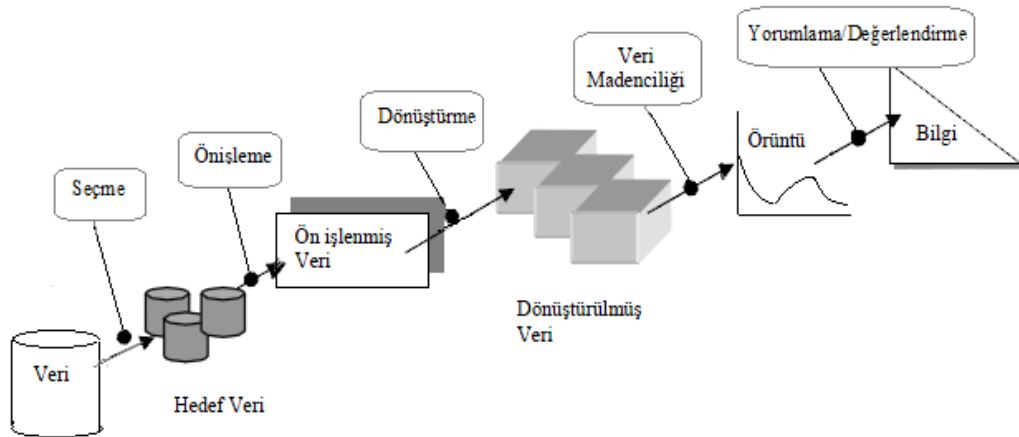 Yorumlama/Değerlendirme
Veri
Madenciliği
Dönüştürme
Önişleme
Seçme
Bilgi
Örüntü
Ön işlenmiş
Veri
Dönüştürülmüş
Veri
Veri
Hedef Veri